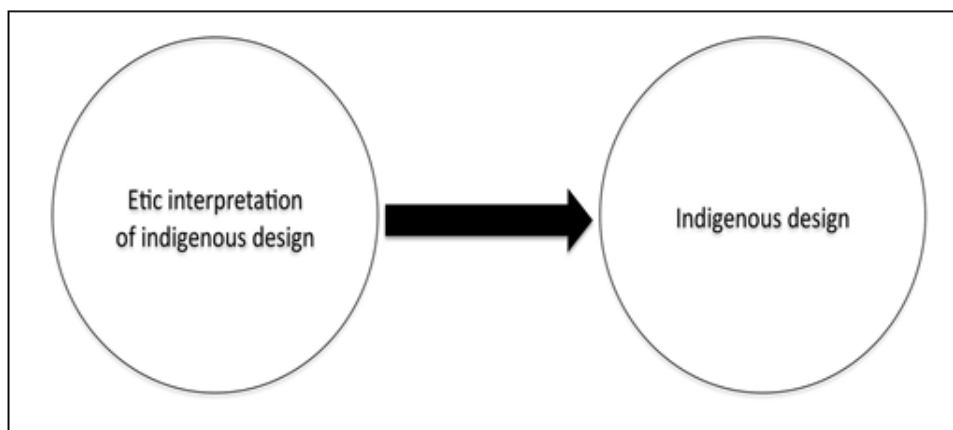 Etic interpretation
of indigenous design
Indigenous design